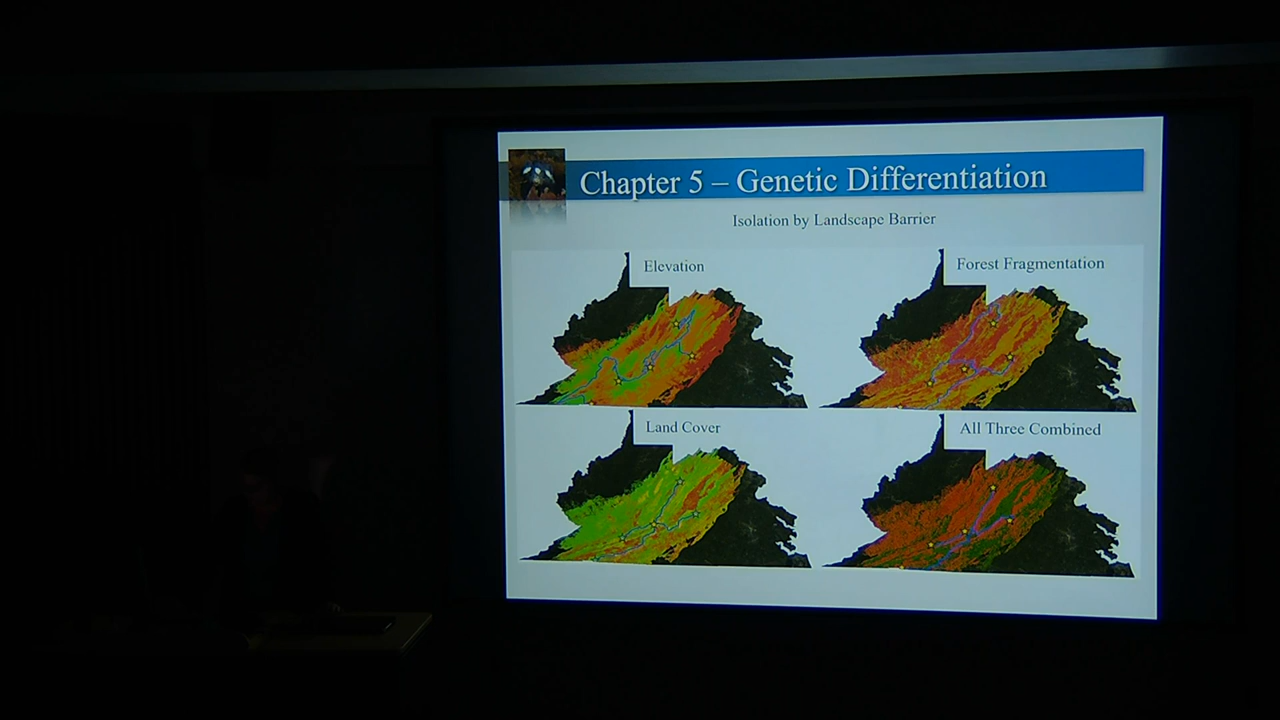 Chapter 5 – Genetic Differentiation
Isolation by Landscape Barrier
Elevation
Forest Fragmentation
Land Cover
All Three Combined